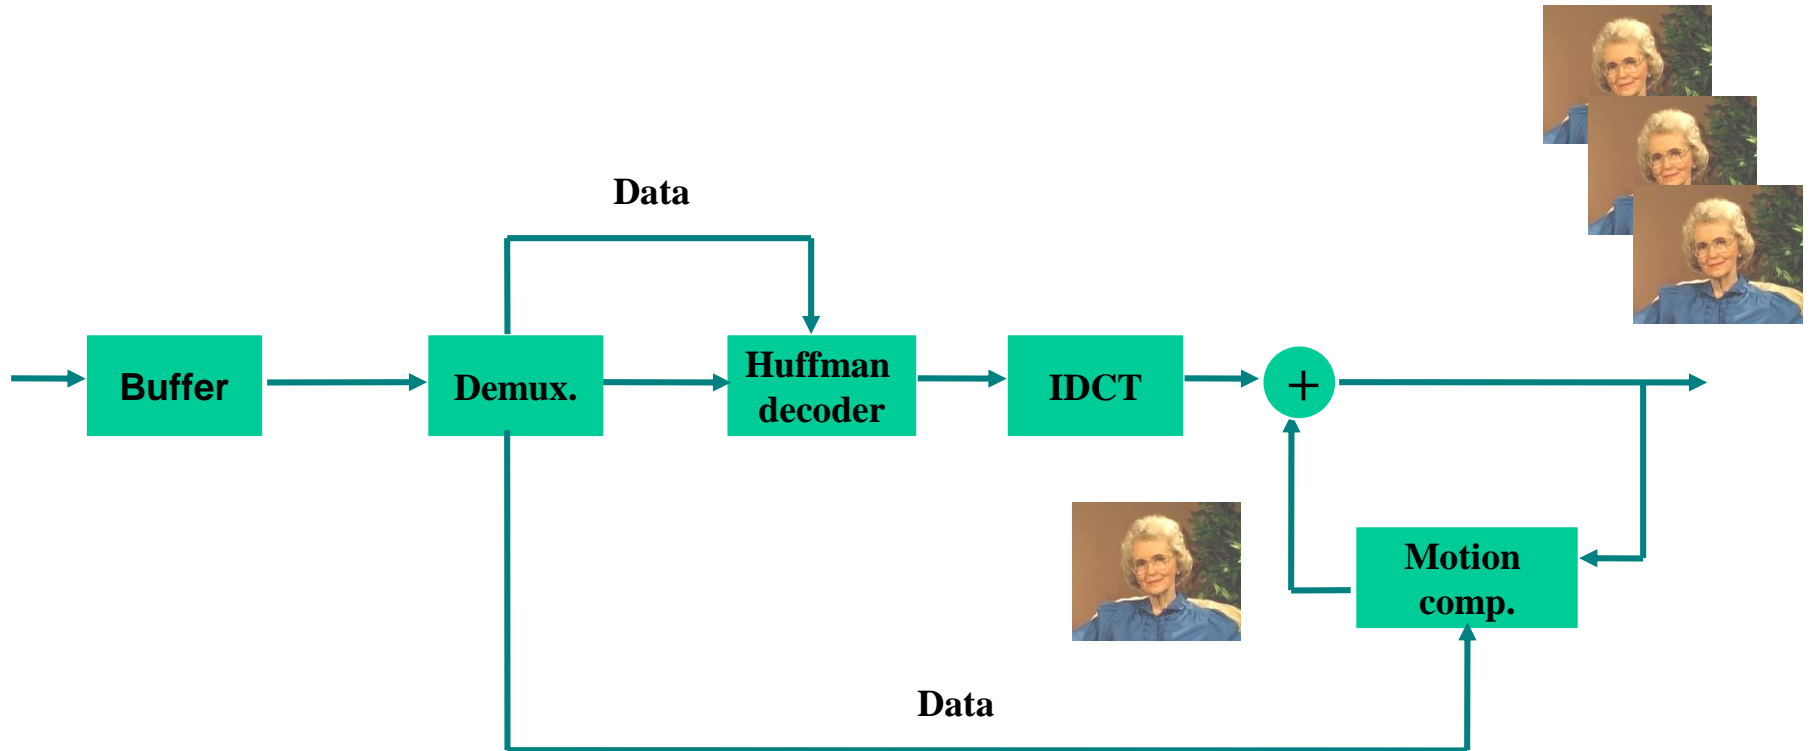 Data
Buffer
Demux.
Huffman
decoder
IDCT
+
Motion
comp.
Data